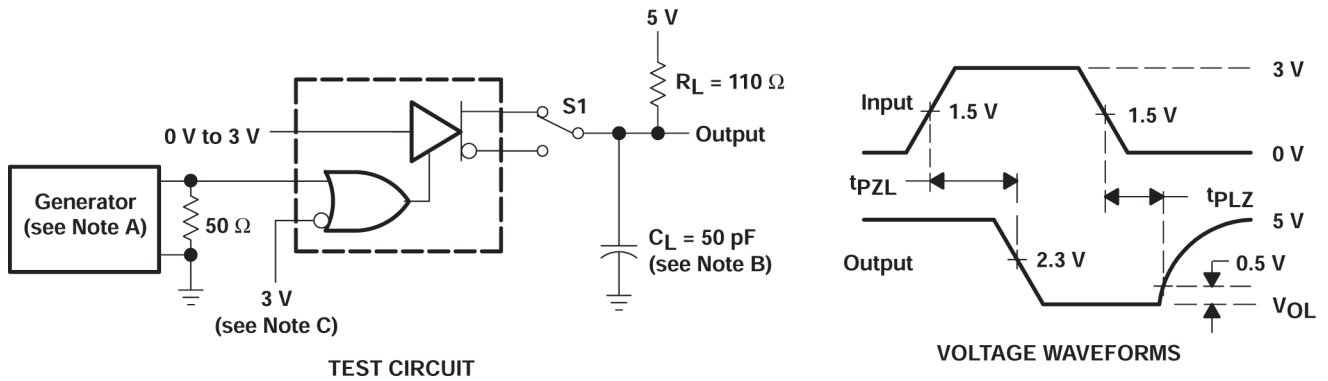 5 V
RL = 110 Ω
S1
0 V to 3 V
Output
Generator
(see Note A)
50 Ω
CL = 50 pF
(see Note B)
3 V
(see Note C)
TEST CIRCUIT
3 V
Input
1.5 V
1.5 V
0 V
tPZL
tPLZ
5 V
Output
2.3 V
0.5 V
VOL
VOLTAGE WAVEFORMS